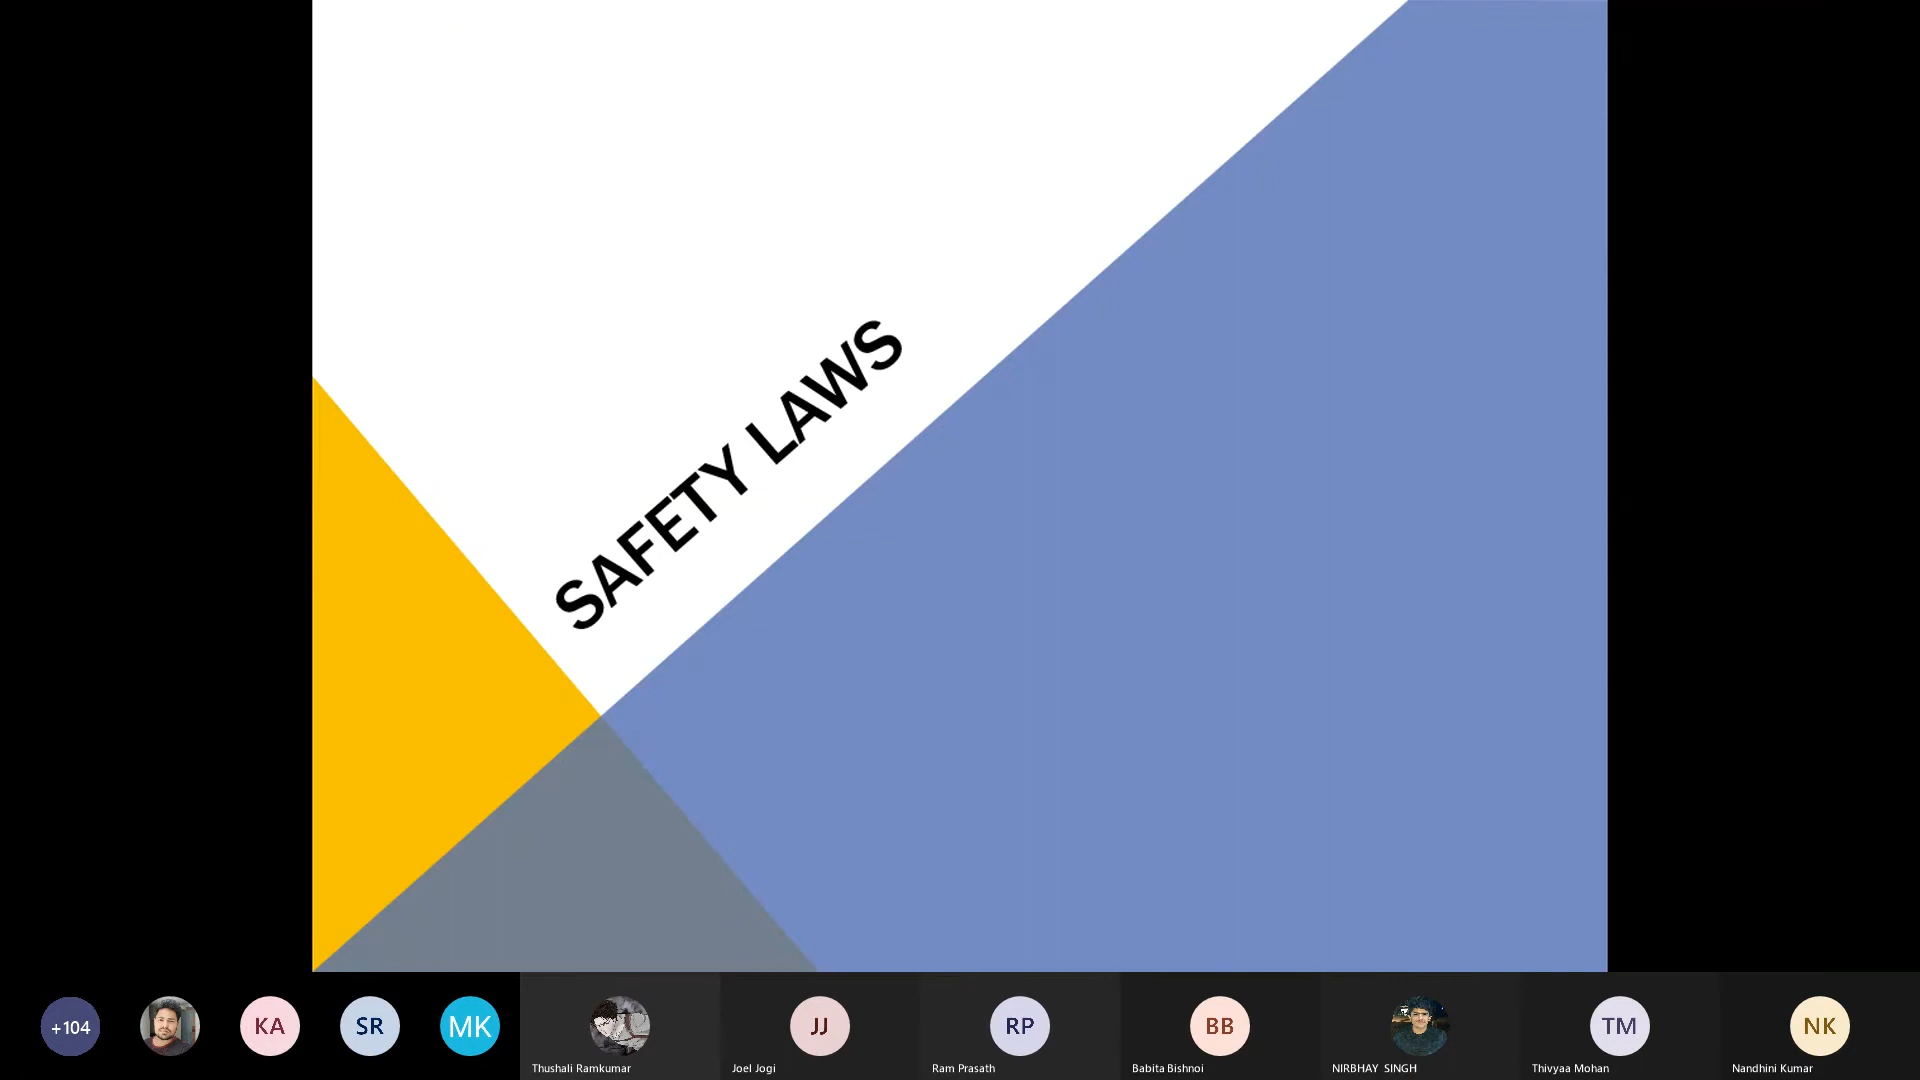 SAFETY LAWS
+104
KA
SR
MK
JJ
RP
BB
TM
NK
Thushali Ramkumar
Joel Jogi
Ram Prasath
Babita Bishnoi
NIRBHAY SINGH
Thivyaa Mohan
Nandhini Kumar